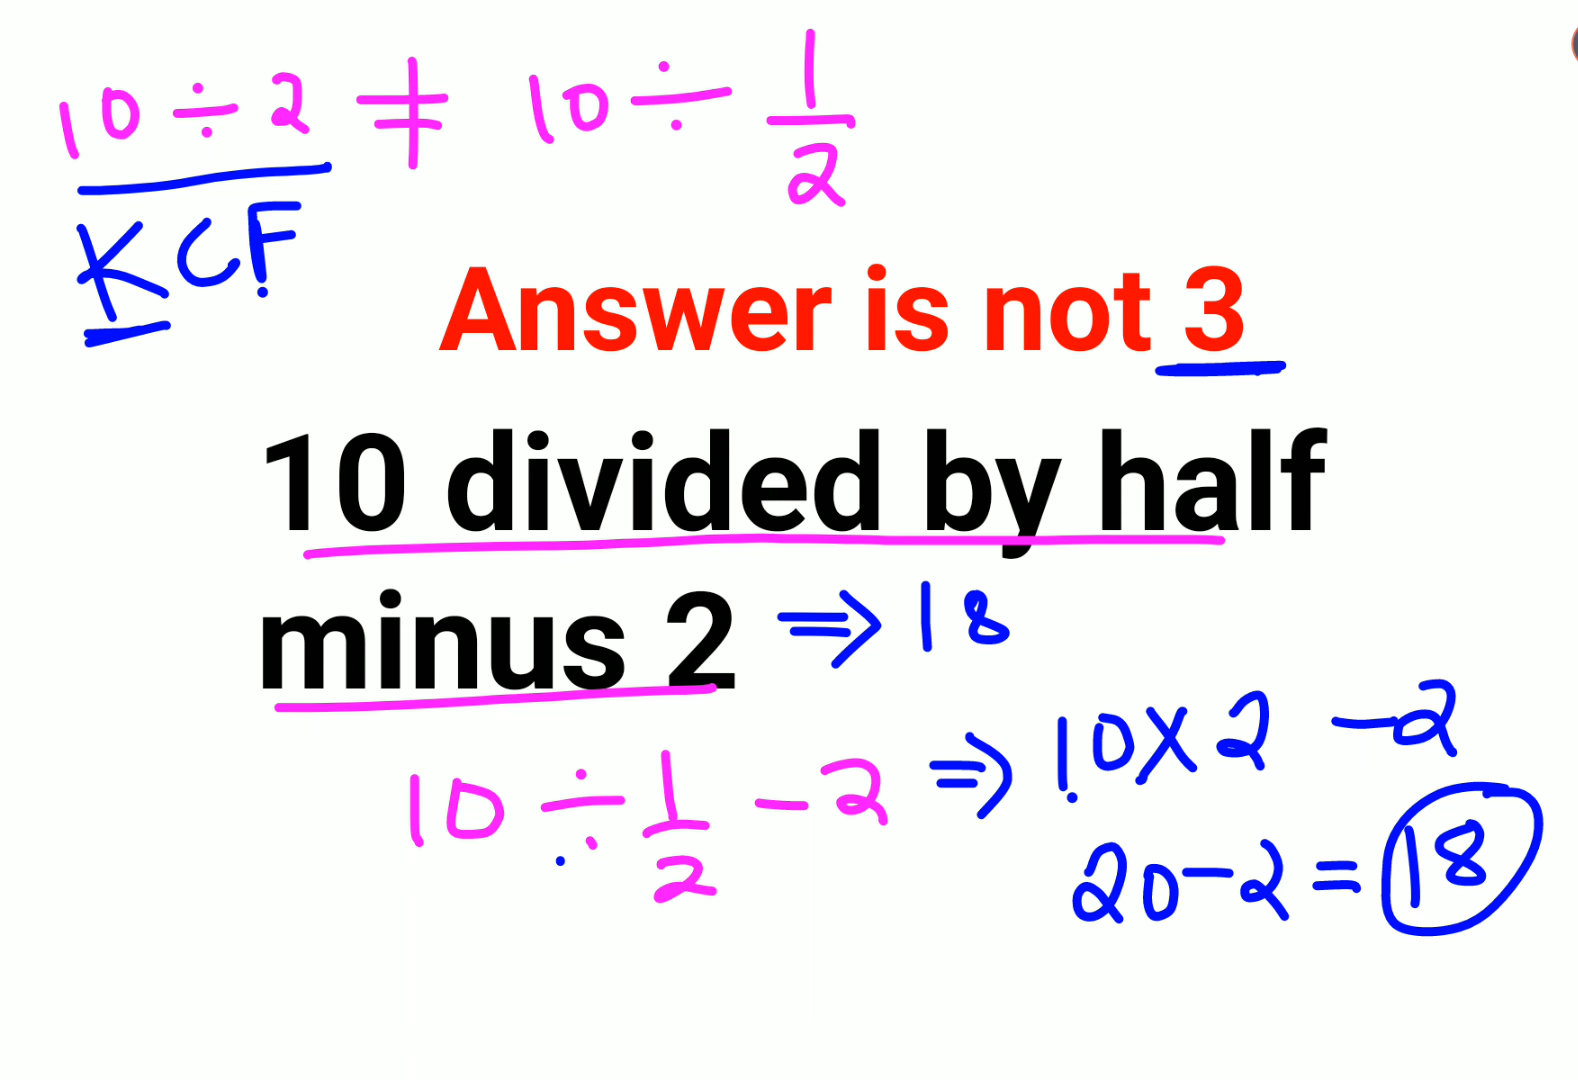 10 ÷ 2 ≠ 10 ÷ 1/2
KCF
Answer is not 3
10 divided by half
minus 2 ⇒ 18
10 ÷ 1/2 - 2 ⇒ 10 X 2 - 2
20 - 2 = 18